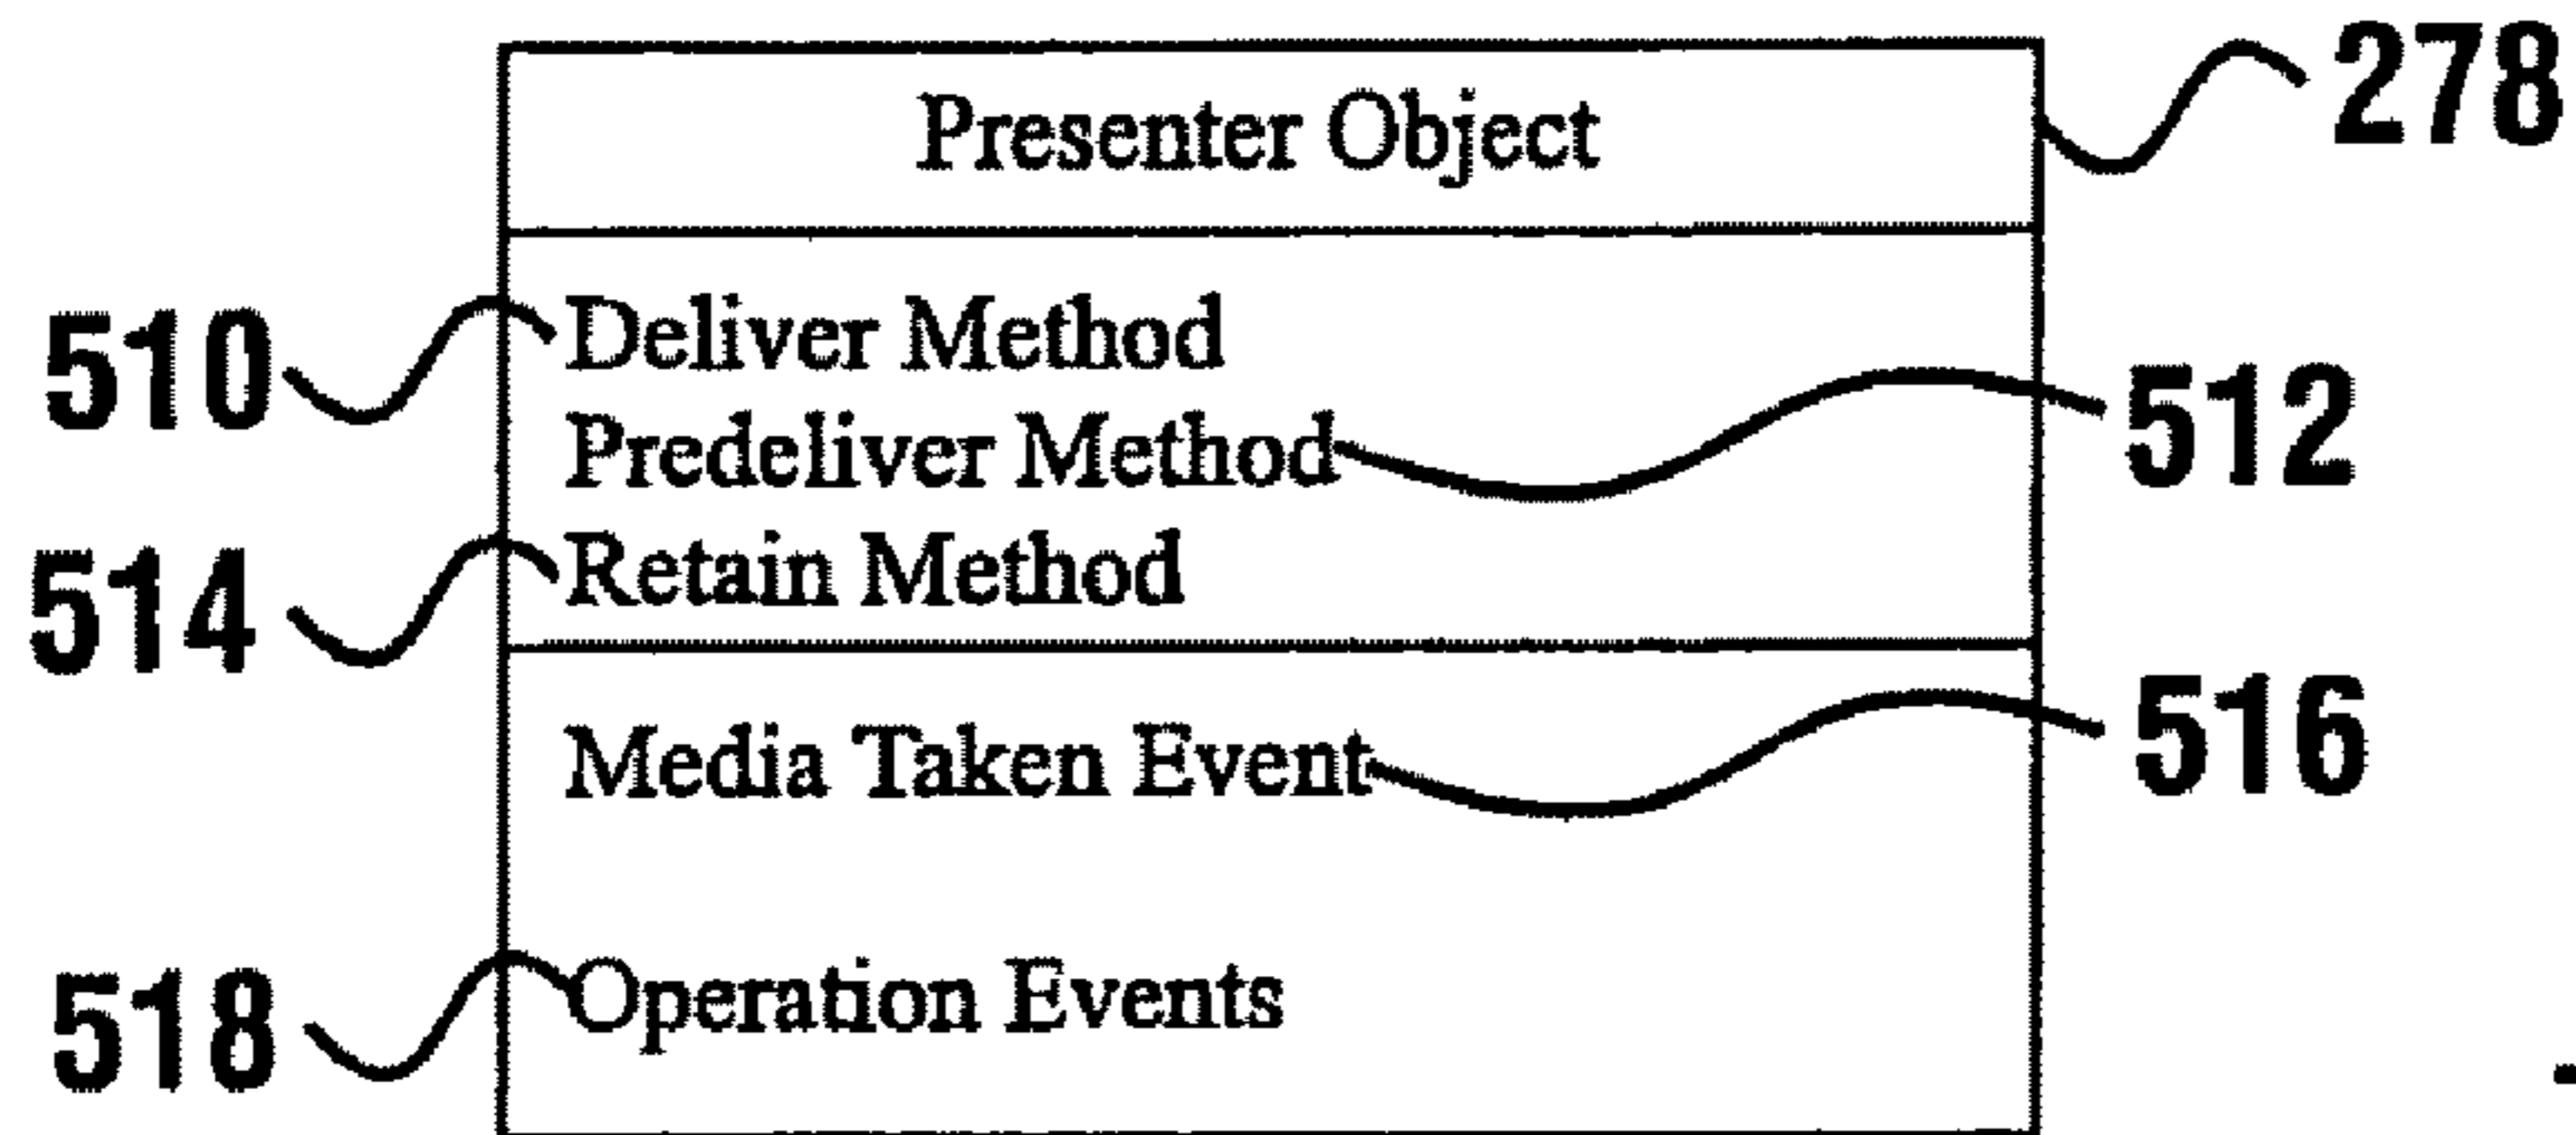 Presenter Object 278
510 Deliver Method
Predeliver Method 512
514 Retain Method
Media Taken Event 516
518 Operation Events